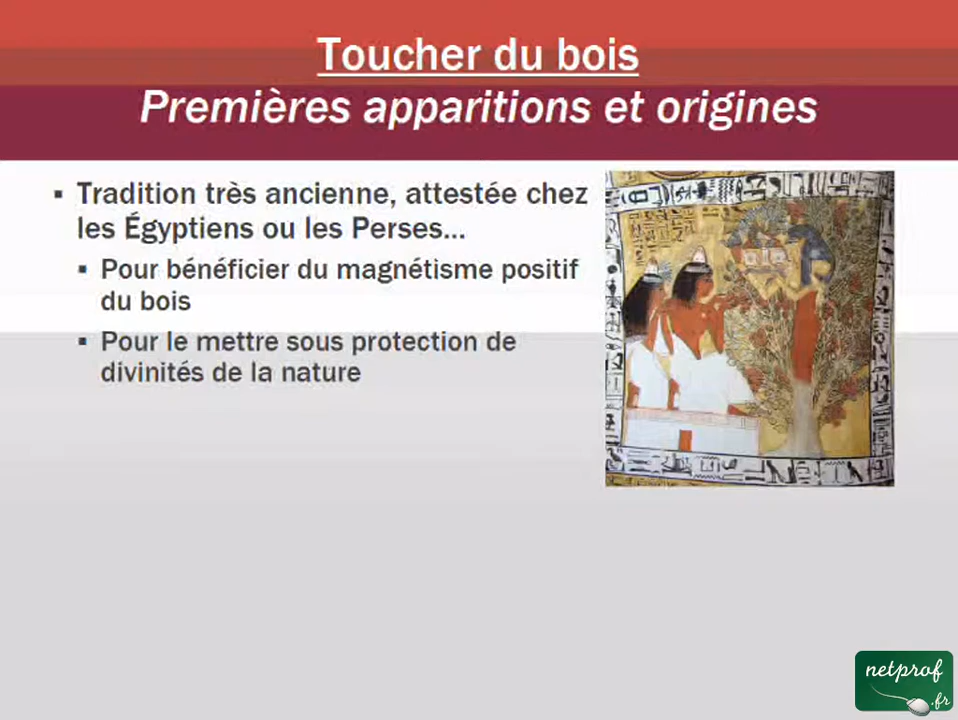 Toucher du bois
Premières apparitions et origines
▪ Tradition très ancienne, attestée chez
les Égyptiens ou les Perses...
▪ Pour bénéficier du magnétisme positif
du bois
▪ Pour le mettre sous protection de
divinités de la nature
netprof
.fr